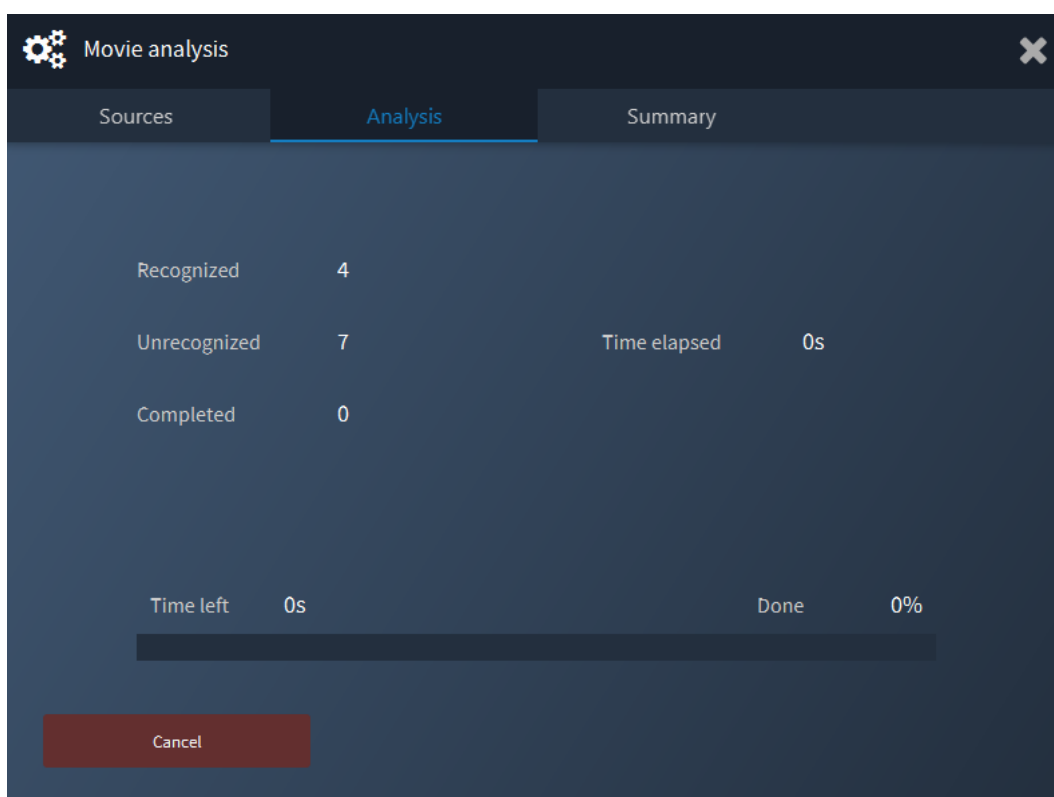 Movie analysis
Sources Analysis Summary
Recognized 4
Unrecognized 7 Time elapsed 0s
Completed 0
Time left 0s Done 0%
Cancel